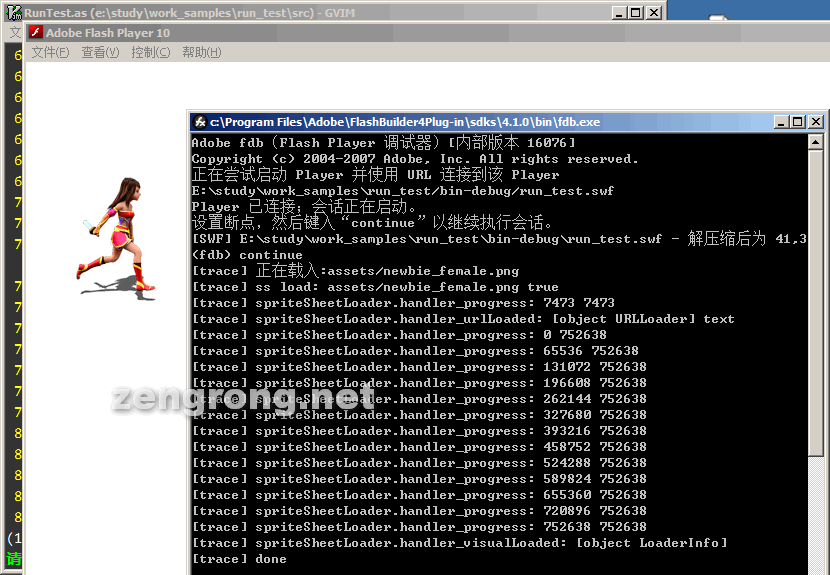 RunTest.as (e:\study\work_samples\run_test\src) - GVIM
Adobe Flash Player 10
文件(F) 查看(V) 控制(C) 帮助(H)
c:\Program Files\Adobe\FlashBuilder4Plug-in\sdks\4.1.0\bin\fdb.exe
Adobe fdb (Flash Player 调试器) [内部版本 16076]
Copyright (c) 2004-2007 Adobe, Inc. All rights reserved.
正在尝试启动 Player 并使用 URL 连接到该 Player
E:\study\work_samples\run_test/bin-debug/run_test.swf
Player 已连接；会话正在启动。
设置断点，然后键入“continue”以继续执行会话。
[SWF] E:\study\work_samples\run_test\bin-debug\run_test.swf - 解压缩后为 41,3
(fdb) continue
[trace] 正在载入:assets/newbie_female.png
[trace] ss load: assets/newbie_female.png true
[trace] spriteSheetLoader.handler_progress: 7473 7473
[trace] spriteSheetLoader.handler_urlLoaded: [object URLLoader] text
[trace] spriteSheetLoader.handler_progress: 0 752638
[trace] spriteSheetLoader.handler_progress: 65536 752638
[trace] spriteSheetLoader.handler_progress: 131072 752638
[trace] spriteSheetLoader.handler_progress: 196608 752638
[trace] spriteSheetLoader.handler_progress: 262144 752638
[trace] spriteSheetLoader.handler_progress: 327680 752638
[trace] spriteSheetLoader.handler_progress: 393216 752638
[trace] spriteSheetLoader.handler_progress: 458752 752638
[trace] spriteSheetLoader.handler_progress: 524288 752638
[trace] spriteSheetLoader.handler_progress: 589824 752638
[trace] spriteSheetLoader.handler_progress: 655360 752638
[trace] spriteSheetLoader.handler_progress: 720896 752638
[trace] spriteSheetLoader.handler_progress: 752638 752638
[trace] spriteSheetLoader.handler_visualLoaded: [object LoaderInfo]
[trace] done
zengrong.net
文
6
6
6
6
6
6
6
7
7
7
7
7
7
7
7
7
8
8
8
8
8
(1
请